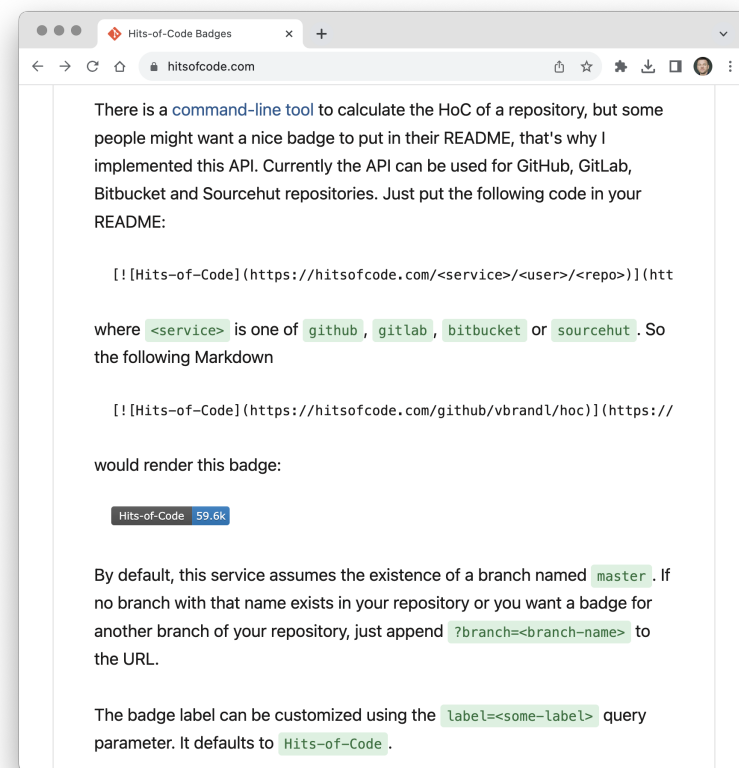 Hits-of-Code Badges
hitsofcode.com
There is a command-line tool to calculate the HoC of a repository, but some
people might want a nice badge to put in their README, that's why I
implemented this API. Currently the API can be used for GitHub, GitLab,
Bitbucket and Sourcehut repositories. Just put the following code in your
README:
[![Hits-of-Code](https://hitsofcode.com/<service>/<user>/<repo>)](htt
where <service> is one of github, gitlab, bitbucket or sourcehut. So
the following Markdown
[![Hits-of-Code](https://hitsofcode.com/github/vbrandl/hoc)](https://
would render this badge:
Hits-of-Code 59.6k
By default, this service assumes the existence of a branch named master. If
no branch with that name exists in your repository or you want a badge for
another branch of your repository, just append ?branch=<branch-name> to
the URL.
The badge label can be customized using the label=<some-label> query
parameter. It defaults to Hits-of-Code.